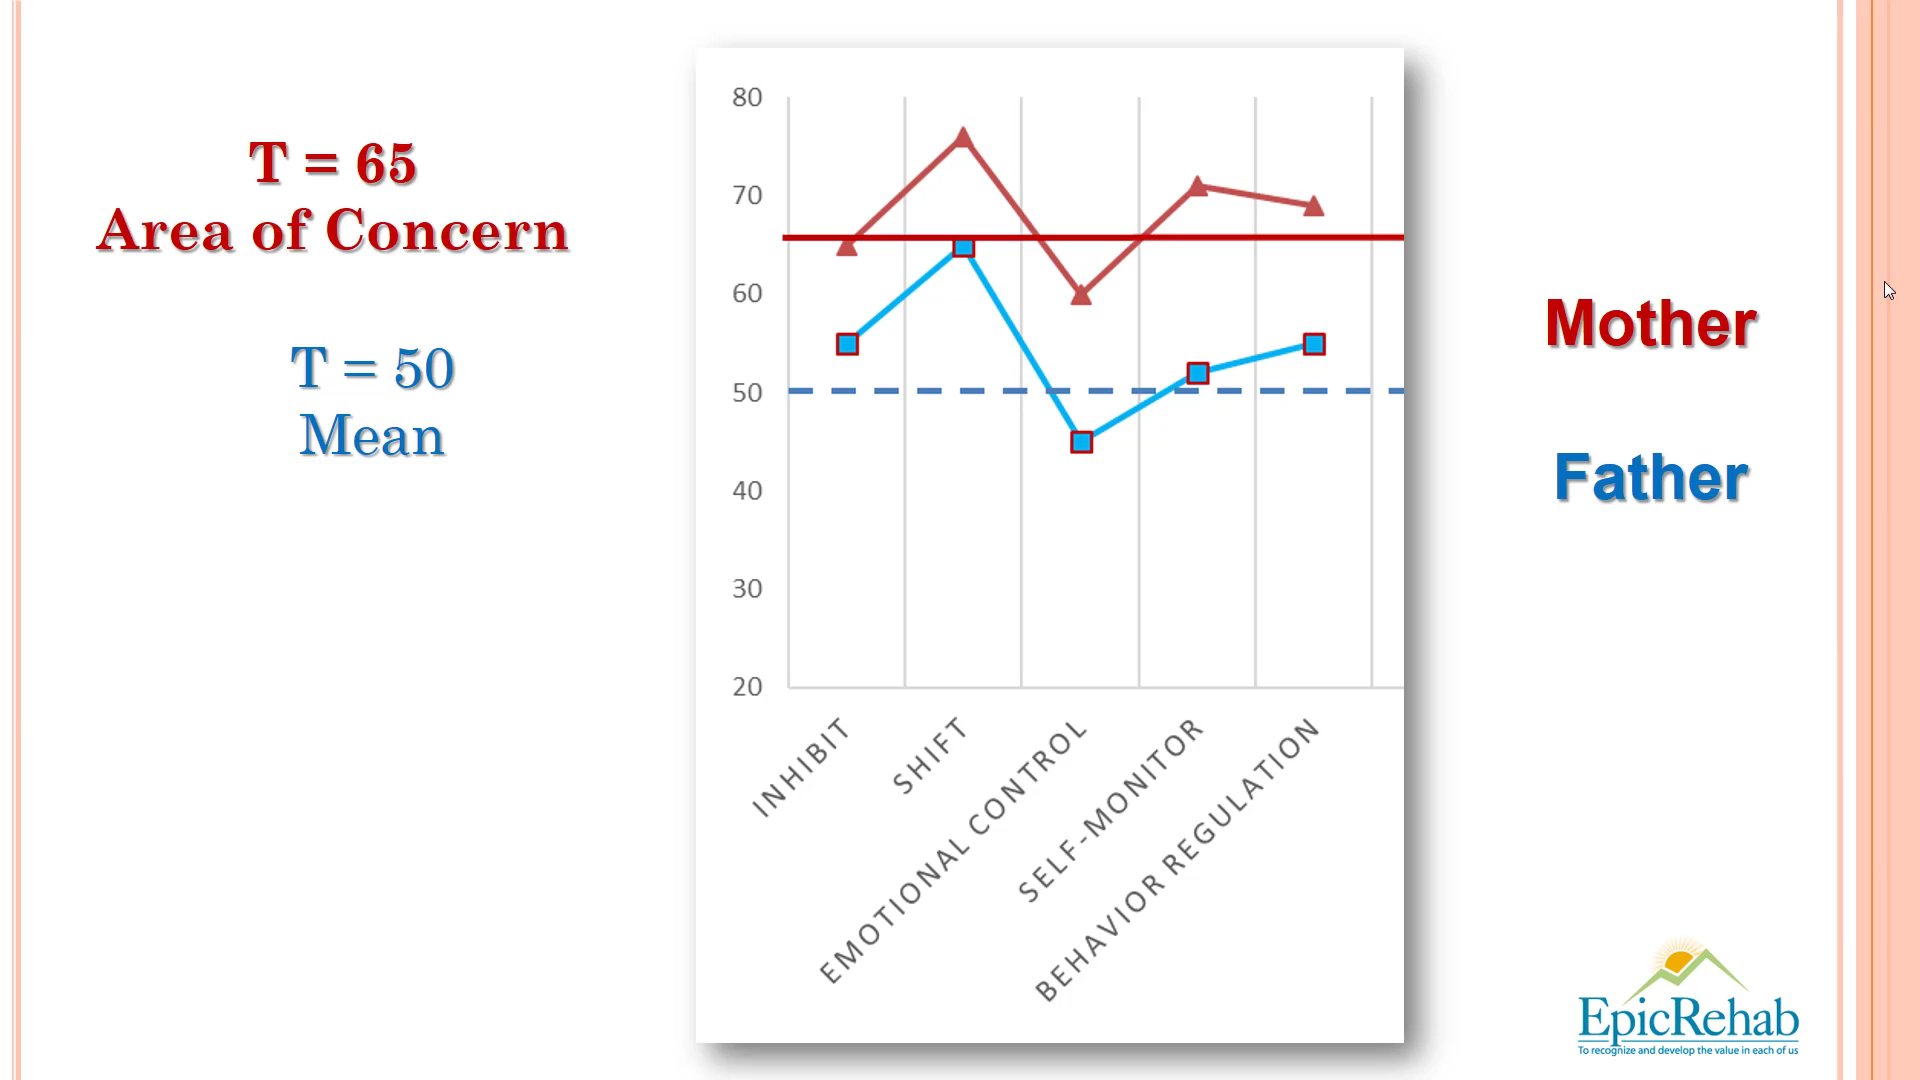 T = 65
Area of Concern
T = 50
Mean
80
70
60
50
40
30
20
INHIBIT
SHIFT
EMOTIONAL CONTROL
SELF-MONITOR
BEHAVIOR REGULATION
Mother
Father
EpicRehab
To recognize and develop the value in each of us